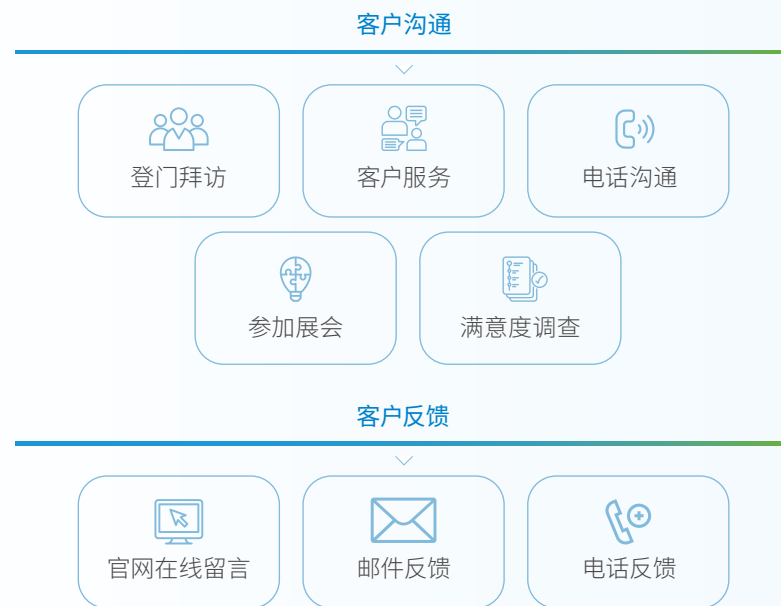 客户沟通
登门拜访
客户服务
电话沟通
参加展会
满意度调查
客户反馈
官网在线留言
邮件反馈
电话反馈